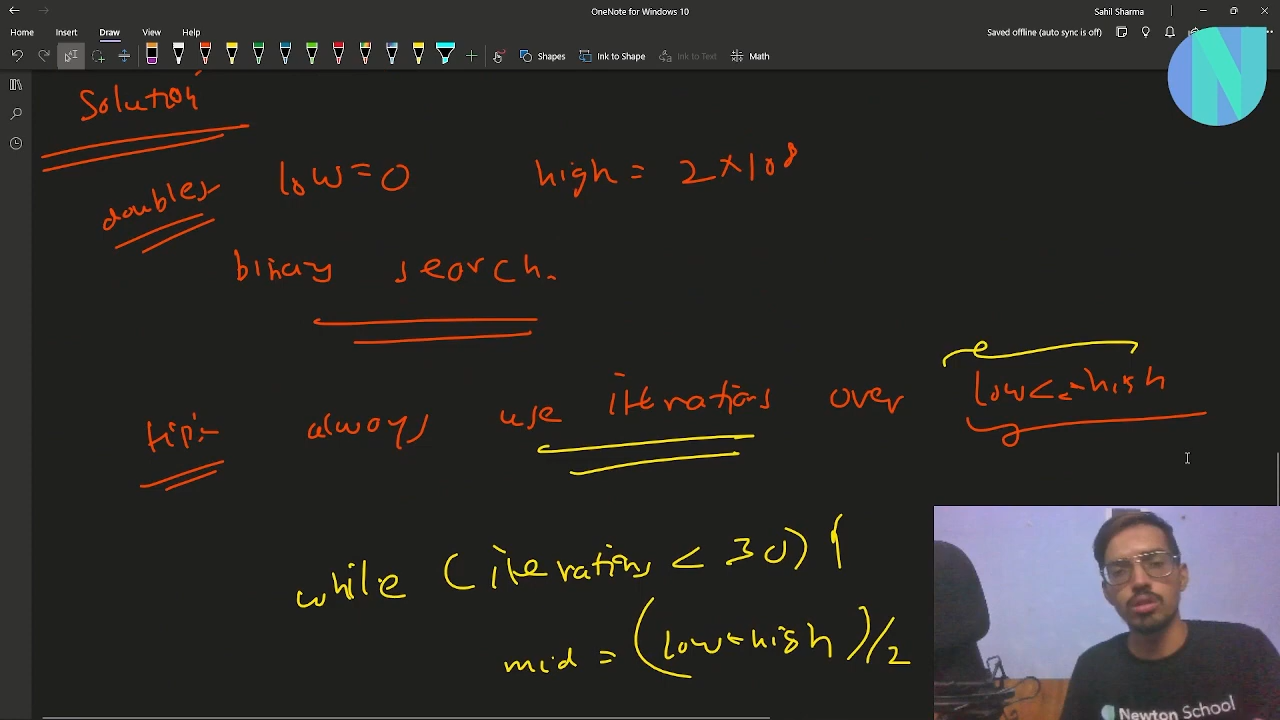 OneNote for Windows 10
Sahil Sharma
Home Insert Draw View Help
Saved offline (auto sync is off)
Shapes Ink to Shape Ink to Text Math
Solution
doubles low=0 high= 2×10^8
binary search.
tip:- always use iterations over low<=high
while (iterations < 30) {
mid = (low+high)/2
Newton School